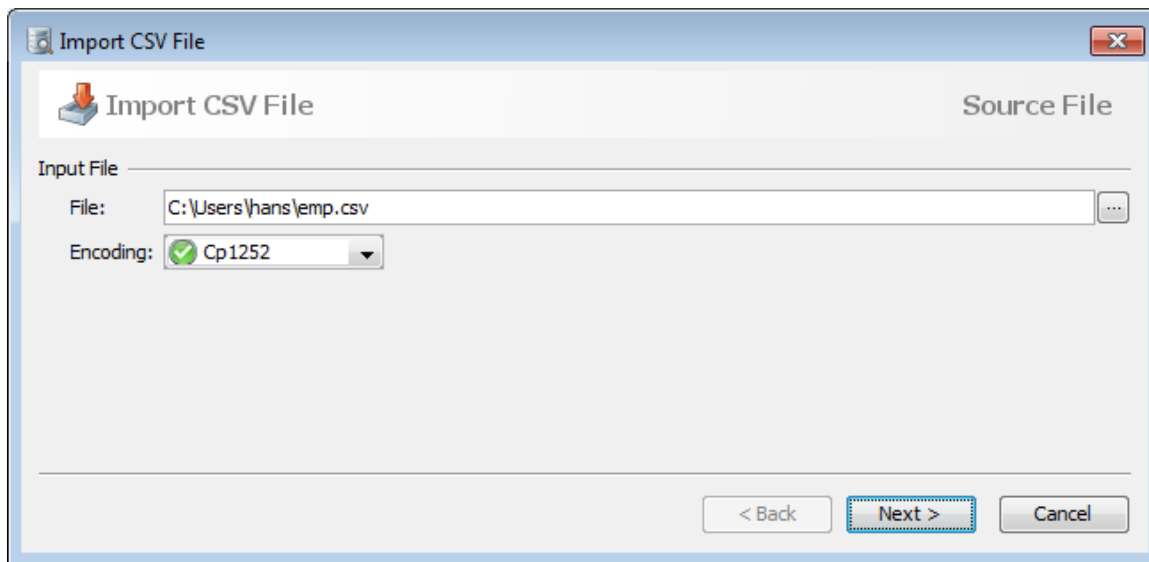 Import CSV File
Import CSV File Source File
Input File
File: C:\Users\hans\emp.csv ...
Encoding: Cp1252
< Back Next > Cancel